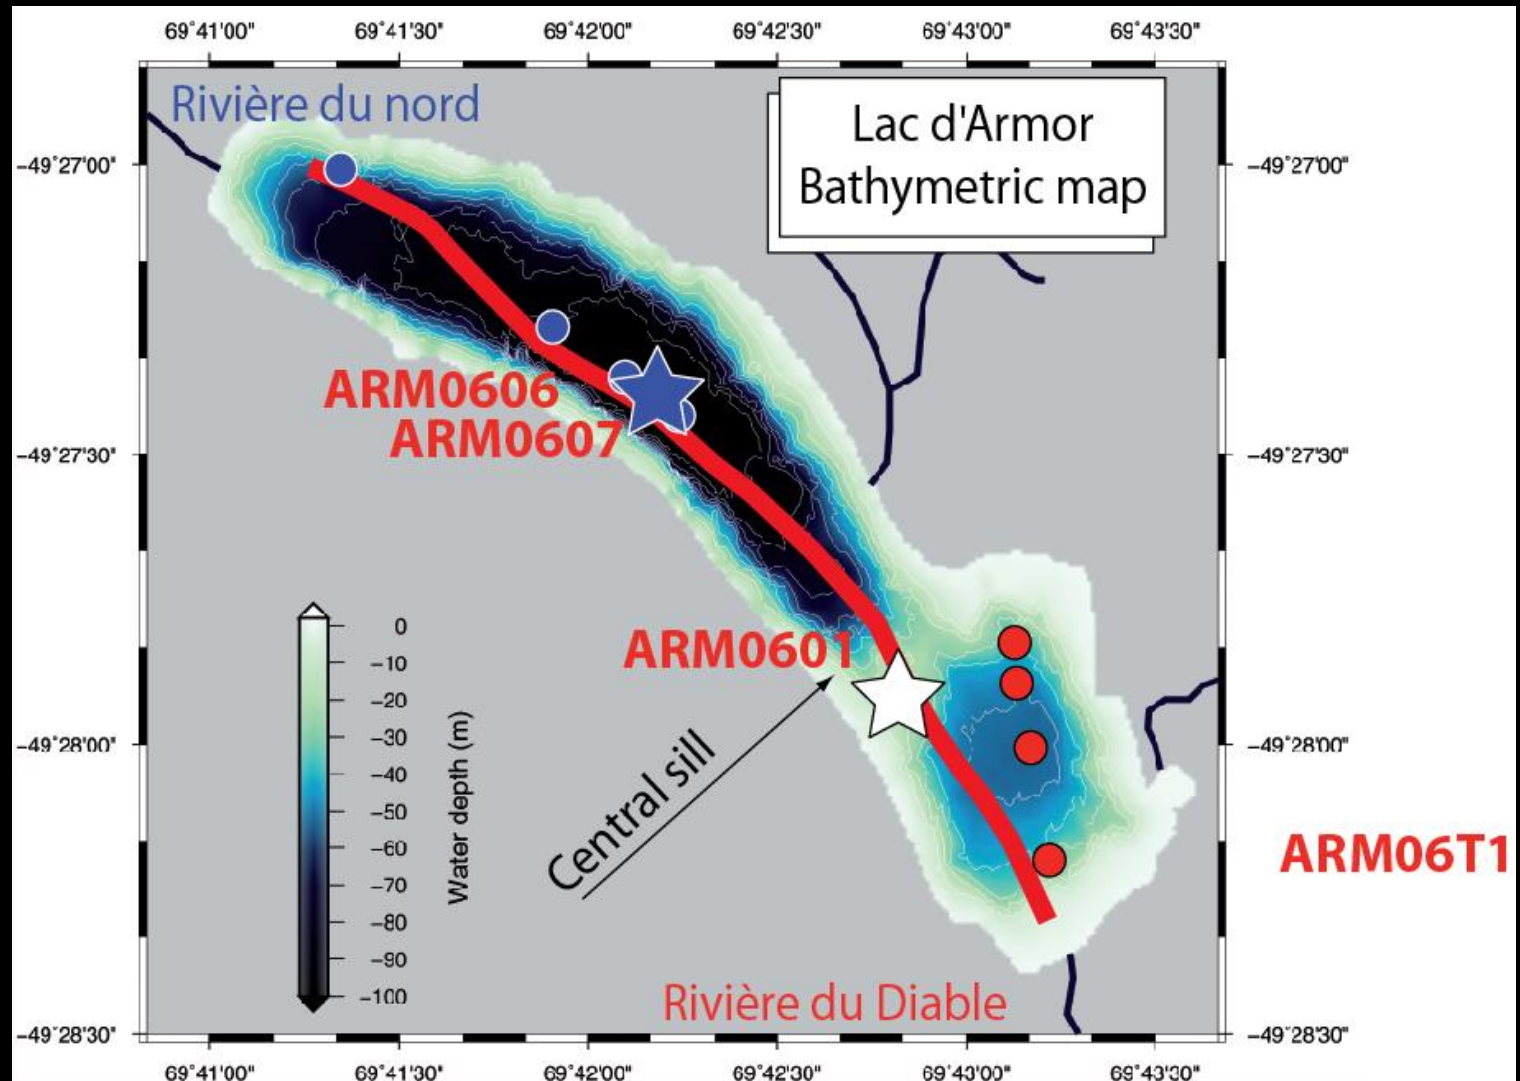 69°41'00" 69°41'30" 69°42'00" 69°42'30" 69°43'00" 69°43'30"
Rivière du nord
Lac d'Armor
Bathymetric map
−49°27'00" −49°27'00"
ARM0606
ARM0607
−49°27'30" −49°27'30"
ARM0601
0
−10
−20
−30
−40
−50
−60
−70
−80
−90
−100
Water depth (m)
Central sill
−49°28'00" −49°28'00"
ARM06T1
Rivière du Diable
−49°28'30" −49°28'30"
69°41'00" 69°41'30" 69°42'00" 69°42'30" 69°43'00" 69°43'30"